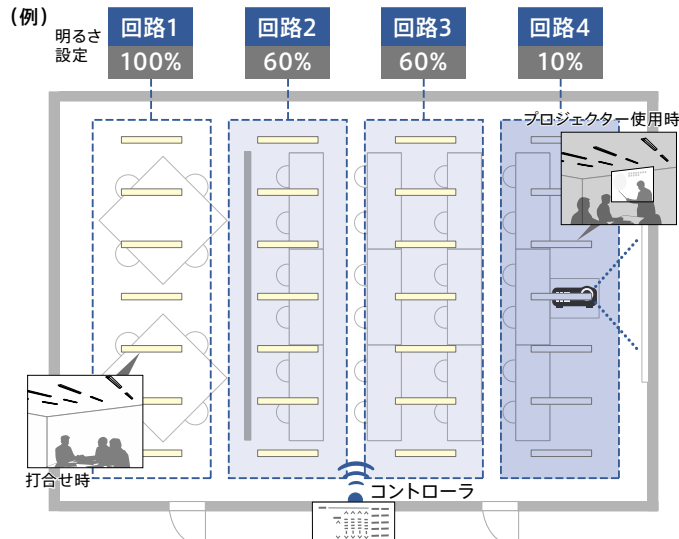 (例)
明るさ
設定
回路1
100%
回路2
60%
回路3
60%
回路4
10%
プロジェクター使用時
打合せ時
コントローラ